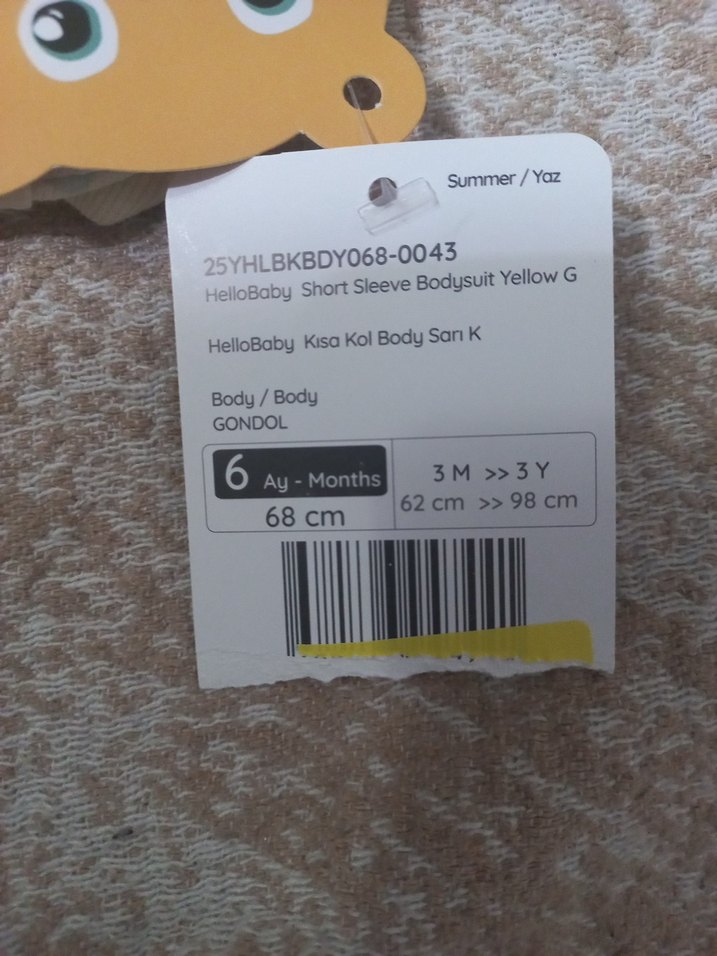 Summer / Yaz
25YHLBKBDY068-0043
HelloBaby Short Sleeve Bodysuit Yellow G
HelloBaby Kısa Kol Body Sarı K
Body / Body
GONDOL
6 Ay - Months
68 cm
3 M >> 3 Y
62 cm >> 98 cm